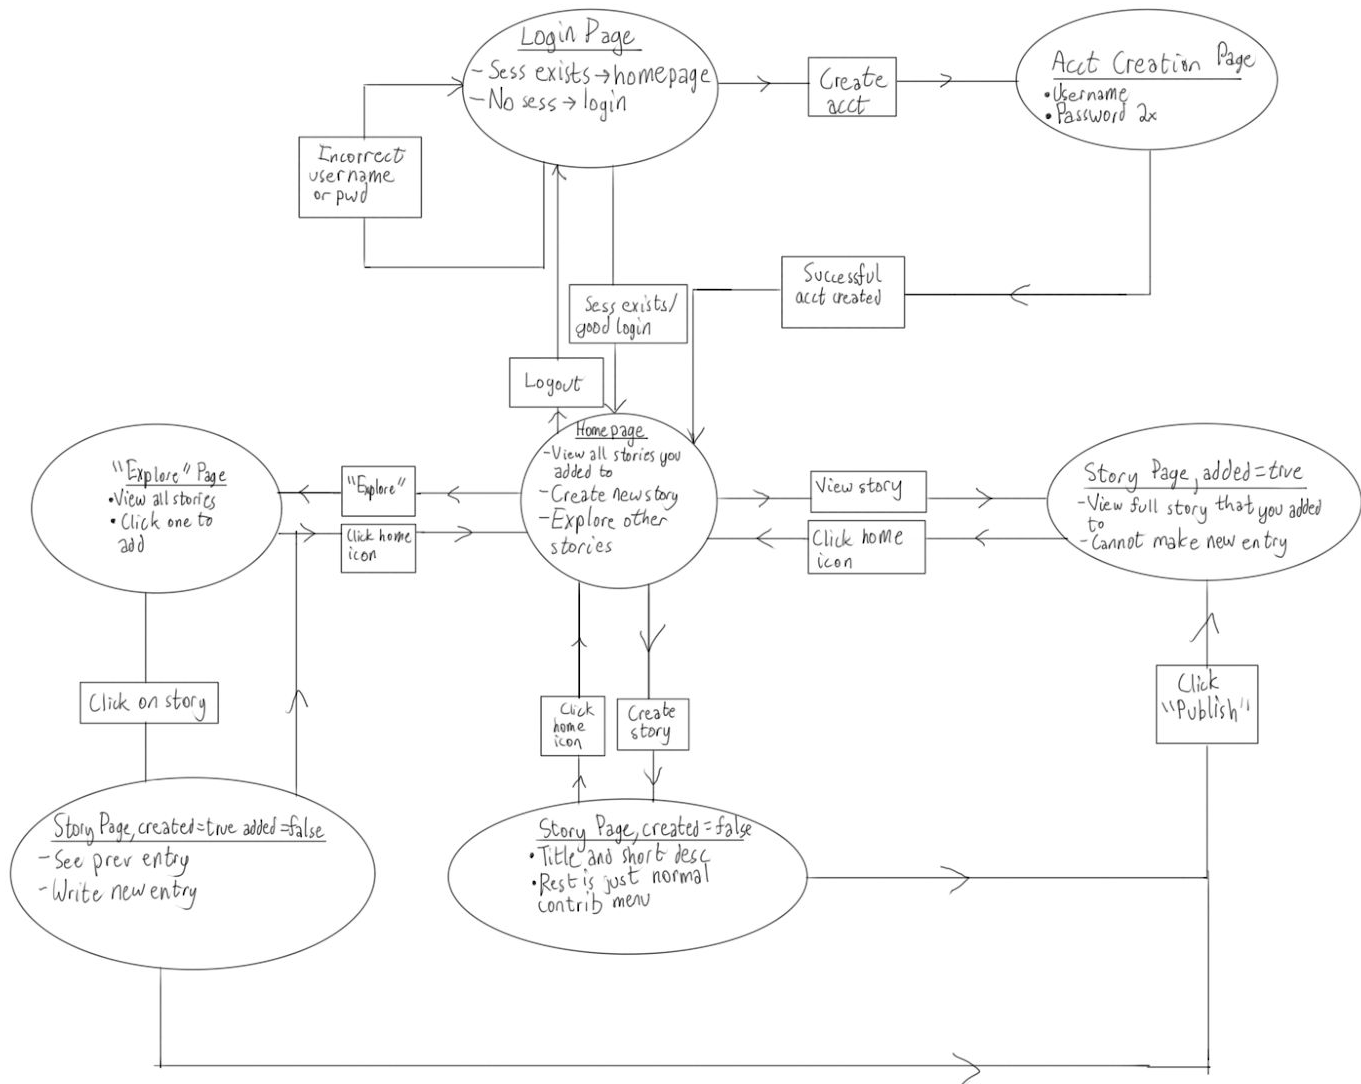 Login Page
- Sess exists → homepage
- No sess → login
Create
acct
Acct Creation Page
• Username
• Password 2x
Incorrect
username
or pwd
Successful
acct created
Sess exists/
good login
Logout
Homepage
- View all stories you
added to
- Create new story
- Explore other
stories
"Explore" Page
• View all stories
• Click one to
add
"Explore"
Click home
icon
View story
Click home
icon
Story Page, added=true
- View full story that you added
to
- Cannot make new entry
Click on story
Click
home
icon
Create
story
Click
"Publish"
Story Page, created=true added=false
- See prev entry
- Write new entry
Story Page, created=false
• Title and short desc
• Rest is just normal
contrib menu